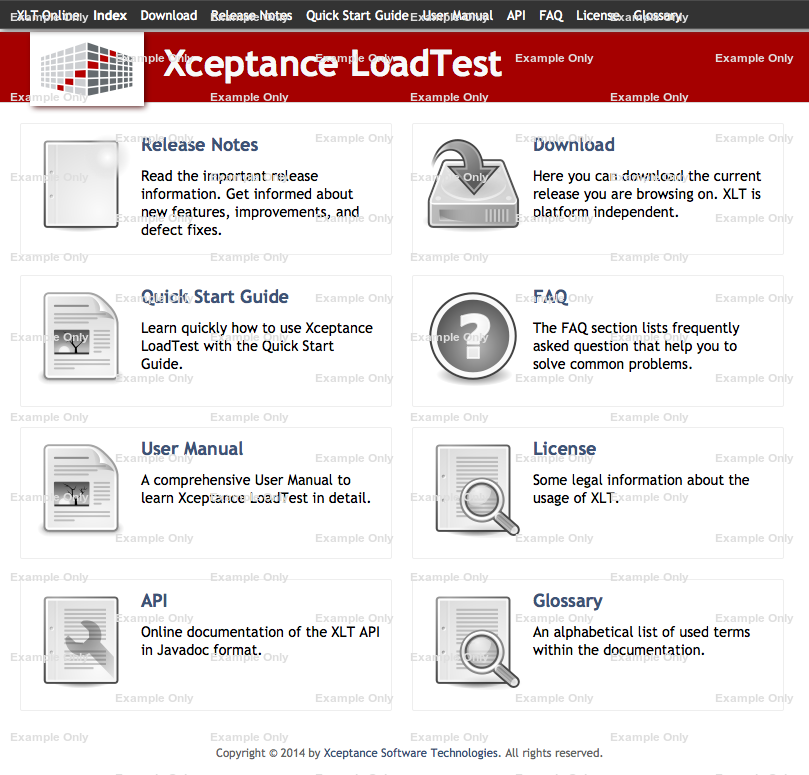 XLT Online Index Download Release Notes Quick Start Guide User Manual API FAQ License Glossary
Xceptance LoadTest
Release Notes
Read the important release
information. Get informed about
new features, improvements, and
defect fixes.
Download
Here you can download the current
release you are browsing on. XLT is
platform independent.
Quick Start Guide
Learn quickly how to use Xceptance
LoadTest with the Quick Start
Guide.
FAQ
The FAQ section lists frequently
asked question that help you to
solve common problems.
User Manual
A comprehensive User Manual to
learn Xceptance LoadTest in detail.
License
Some legal information about the
usage of XLT.
API
Online documentation of the XLT API
in Javadoc format.
Glossary
An alphabetical list of used terms
within the documentation.
Copyright © 2014 by Xceptance Software Technologies. All rights reserved.
Example Only